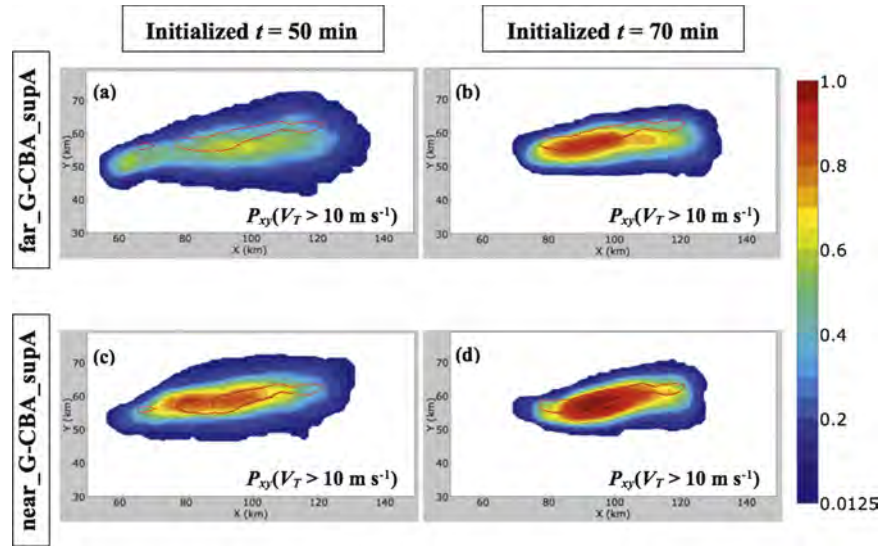 Initialized t = 50 min
Initialized t = 70 min
far_G-CBA_supA
(a)
70
60
50
40
30
Y (km)
60
80
100
120
140
X (km)
Pxy(VT > 10 m s-1)
(b)
70
60
50
40
30
Y (km)
60
80
100
120
140
X (km)
Pxy(VT > 10 m s-1)
near_G-CBA_supA
(c)
70
60
50
40
30
Y (km)
60
80
100
120
140
X (km)
Pxy(VT > 10 m s-1)
(d)
70
60
50
40
30
Y (km)
60
80
100
120
140
X (km)
Pxy(VT > 10 m s-1)
1.0
0.8
0.6
0.4
0.2
0.0125